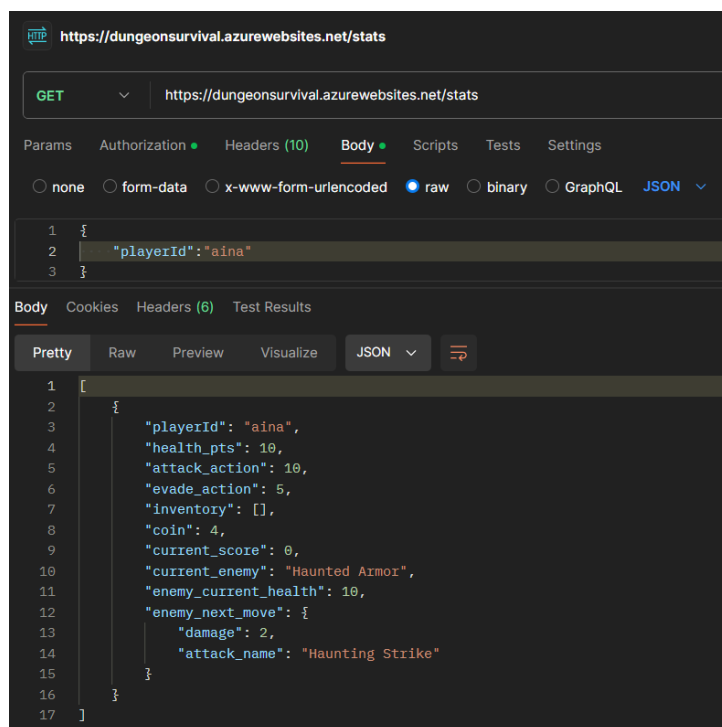 HTTP https://dungeonsurvival.azurewebsites.net/stats
GET https://dungeonsurvival.azurewebsites.net/stats
Params Authorization Headers (10) Body Scripts Tests Settings
none form-data x-www-form-urlencoded raw binary GraphQL JSON
1 {
2 ····"playerId":"aina"
3 }
Body Cookies Headers (6) Test Results
Pretty Raw Preview Visualize JSON
1 [
2 {
3 "playerId": "aina",
4 "health_pts": 10,
5 "attack_action": 10,
6 "evade_action": 5,
7 "inventory": [],
8 "coin": 4,
9 "current_score": 0,
10 "current_enemy": "Haunted Armor",
11 "enemy_current_health": 10,
12 "enemy_next_move": {
13 "damage": 2,
14 "attack_name": "Haunting Strike"
15 }
16 }
17 ]